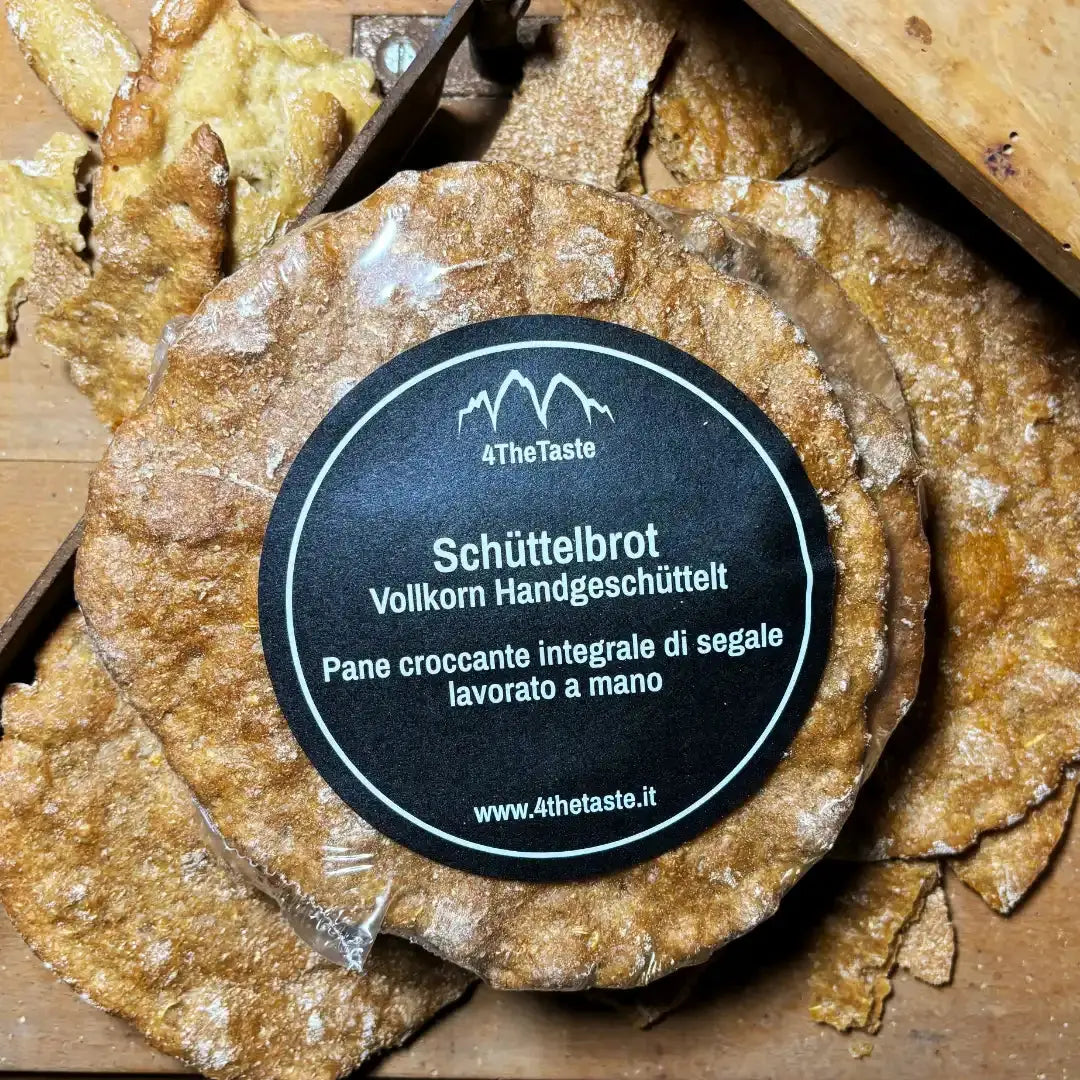 4TheTaste
Schüttelbrot
Vollkorn Handgeschüttelt
Pane croccante integrale di segale
lavorato a mano
www.4thetaste.it